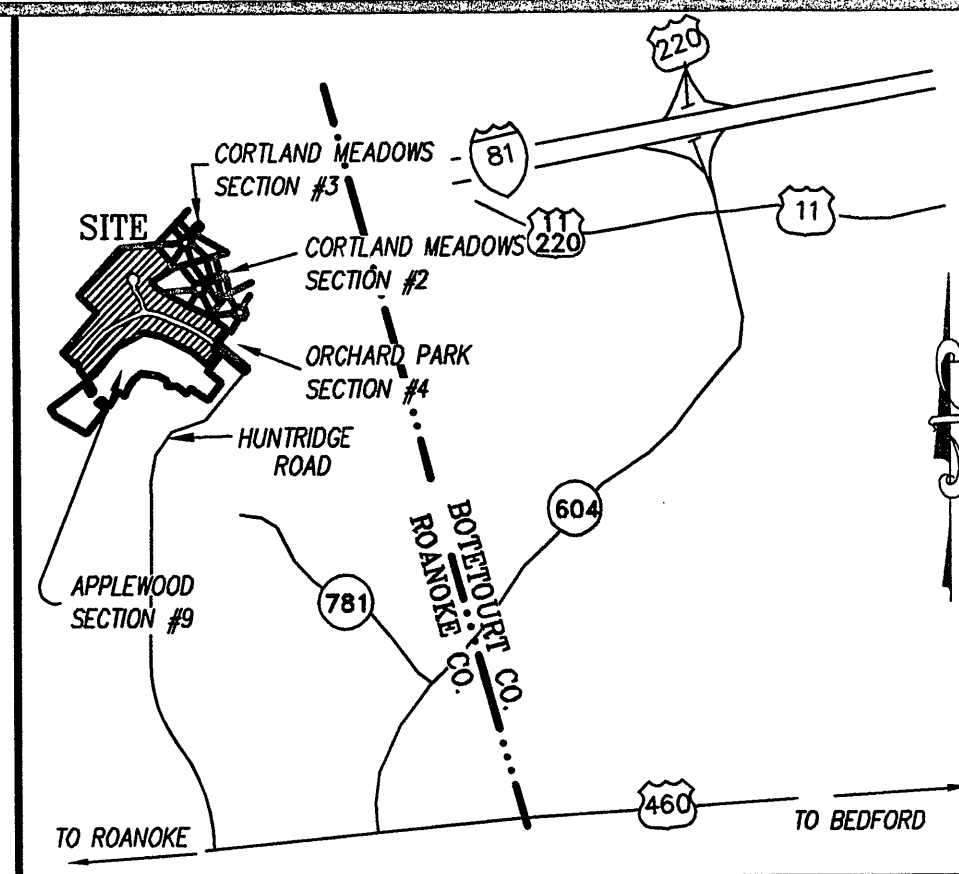 220
CORTLAND MEADOWS
SECTION #3
81
11
220
11
SITE
CORTLAND MEADOWS
SECTION #2
ORCHARD PARK
SECTION #4
HUNTRIDGE
ROAD
604
BOTETOURT CO.
ROANOKE CO.
APPLEWOOD
SECTION #9
781
460
TO ROANOKE
TO BEDFORD